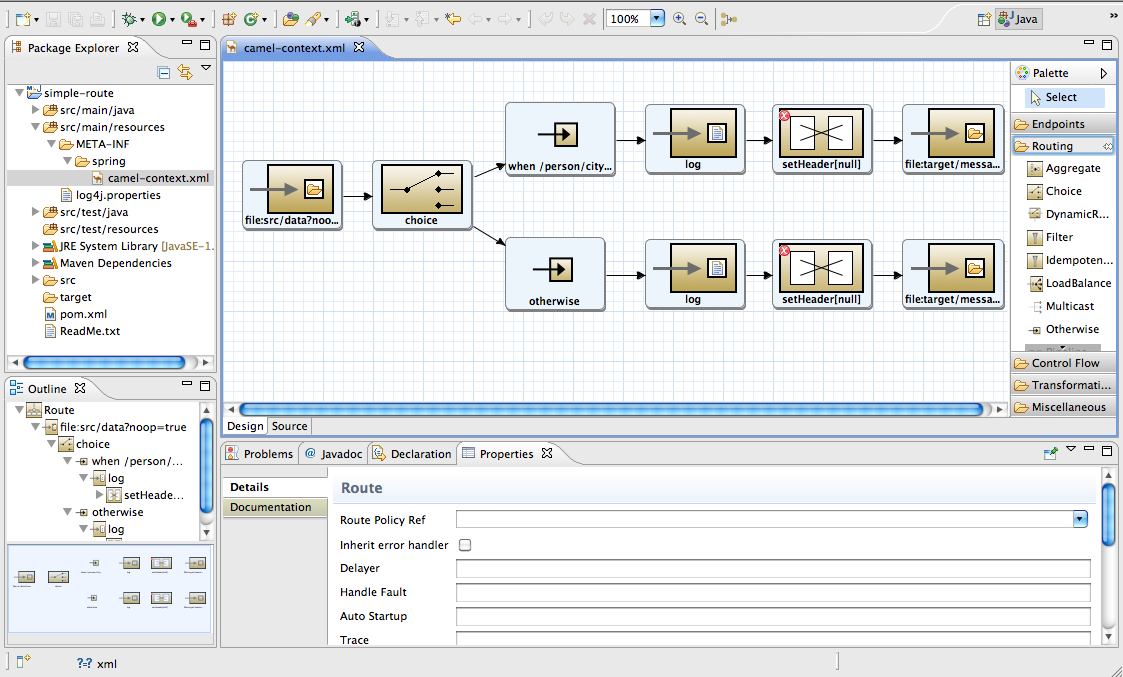 100%
Java
Package Explorer
simple-route
src/main/java
src/main/resources
META-INF
spring
camel-context.xml
log4j.properties
src/test/java
src/test/resources
JRE System Library [JavaSE-1.
Maven Dependencies
src
target
pom.xml
ReadMe.txt
Outline
Route
file:src/data?noop=true
choice
when /person/...
log
setHeade...
otherwise
log
camel-context.xml
file:src/data?noo...
choice
when /person/city...
log
setHeader[null]
file:target/messa...
otherwise
log
setHeader[null]
file:target/messa...
Design
Source
Palette
Select
Endpoints
Routing
Aggregate
Choice
DynamicR...
Filter
Idempoten...
LoadBalance
Multicast
Otherwise
Control Flow
Transformati...
Miscellaneous
Problems
@ Javadoc
Declaration
Properties
Details
Documentation
Route
Route Policy Ref
Inherit error handler
Delayer
Handle Fault
Auto Startup
Trace
?=? xml